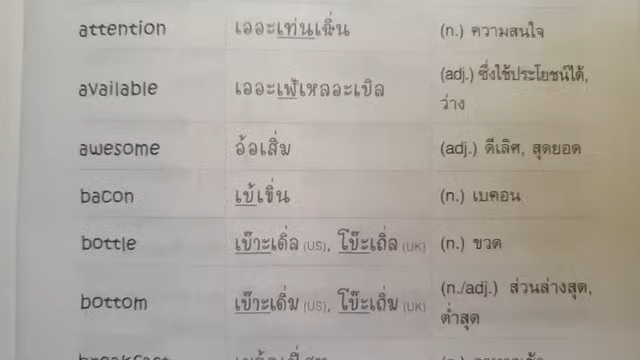 attention เออะเท่นเฉิ่น (n.) ความสนใจ
available เออะเฟ้เหลอะเบิล (adj.) ซึ่งใช้ประโยชน์ได้,
ว่าง
awesome อ้อเสิ่ม (adj.) ดีเลิศ, สุดยอด
bacon เบ้เขิ่น (n.) เบคอน
bottle เบ๊าะเดิ่ล (US), โบ๊ะเถิ่ล (UK) (n.) ขวด
bottom เบ๊าะเดิ่ม (US), โบ๊ะเถิ่ม (UK) (n./adj.) ส่วนล่างสุด,
ต่ำสุด